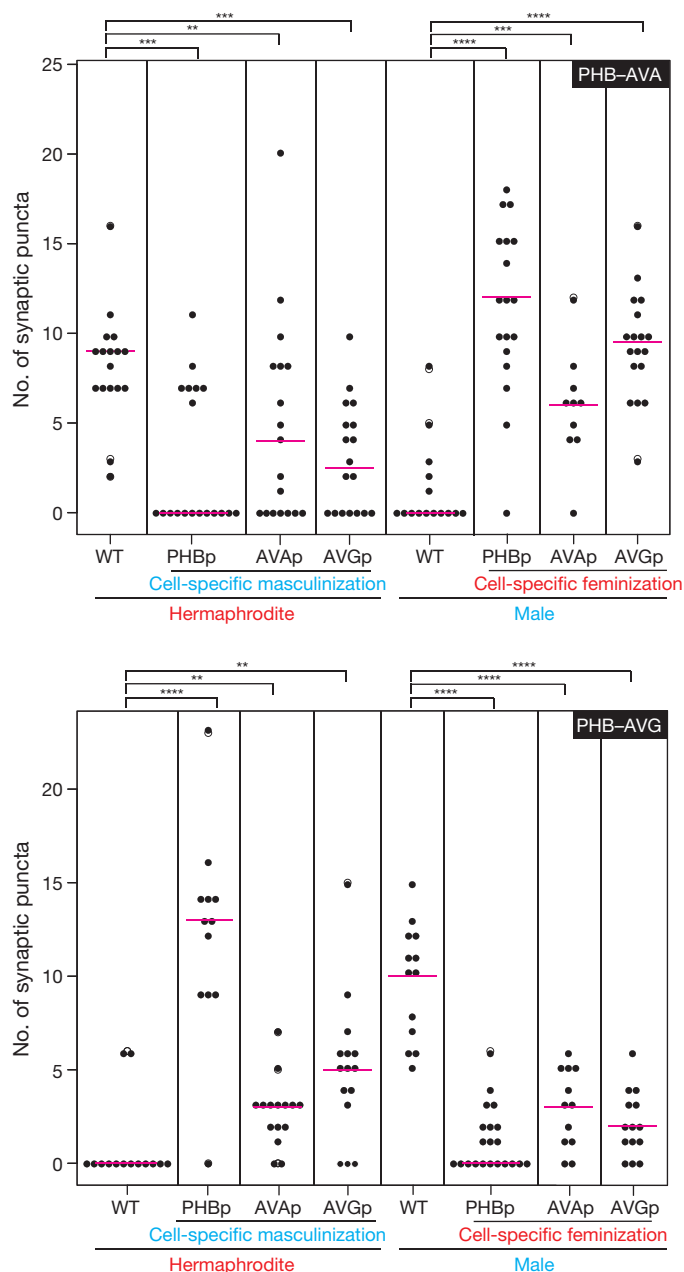 ***
**
***
****
***
****
PHB–AVA
No. of synaptic puncta
25
20
15
10
5
0
WT PHBp AVAp AVGp WT PHBp AVAp AVGp
Cell-specific masculinization Cell-specific feminization
Hermaphrodite Male
**
**
****
****
****
****
PHB–AVG
No. of synaptic puncta
20
15
10
5
0
WT PHBp AVAp AVGp WT PHBp AVAp AVGp
Cell-specific masculinization Cell-specific feminization
Hermaphrodite Male